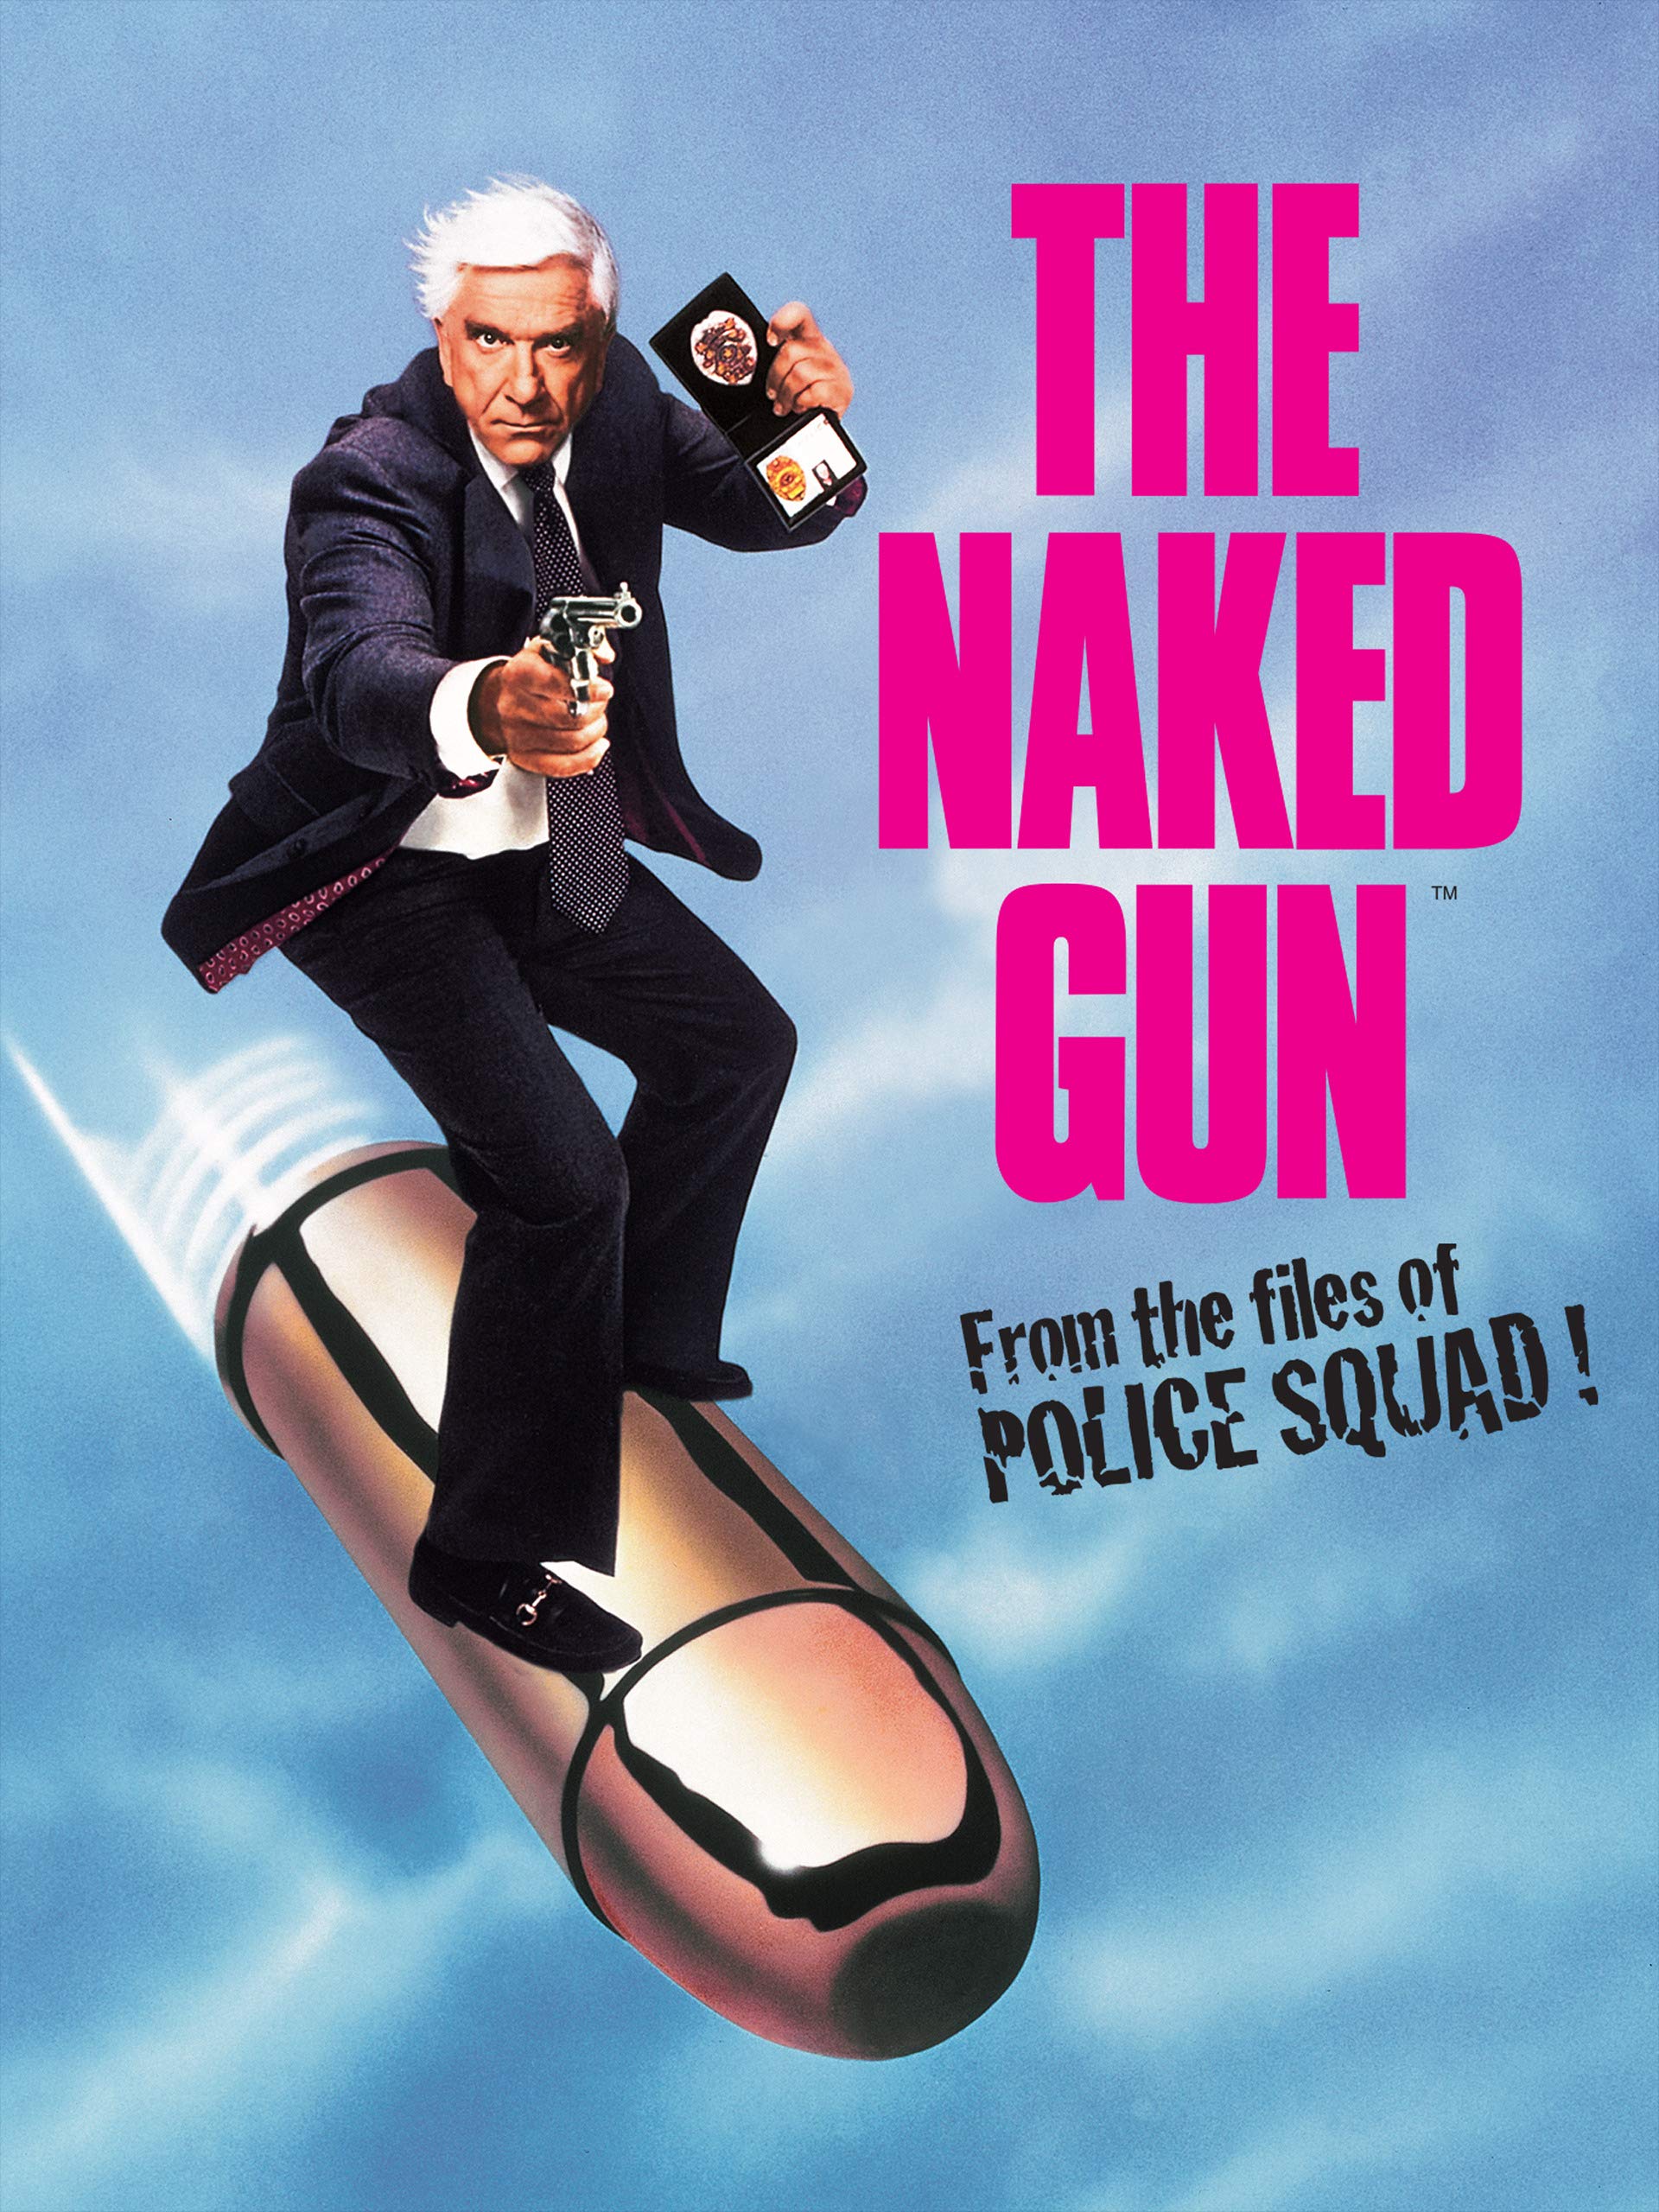 THE
NAKED
GUN™
From the files of
POLICE SQUAD!